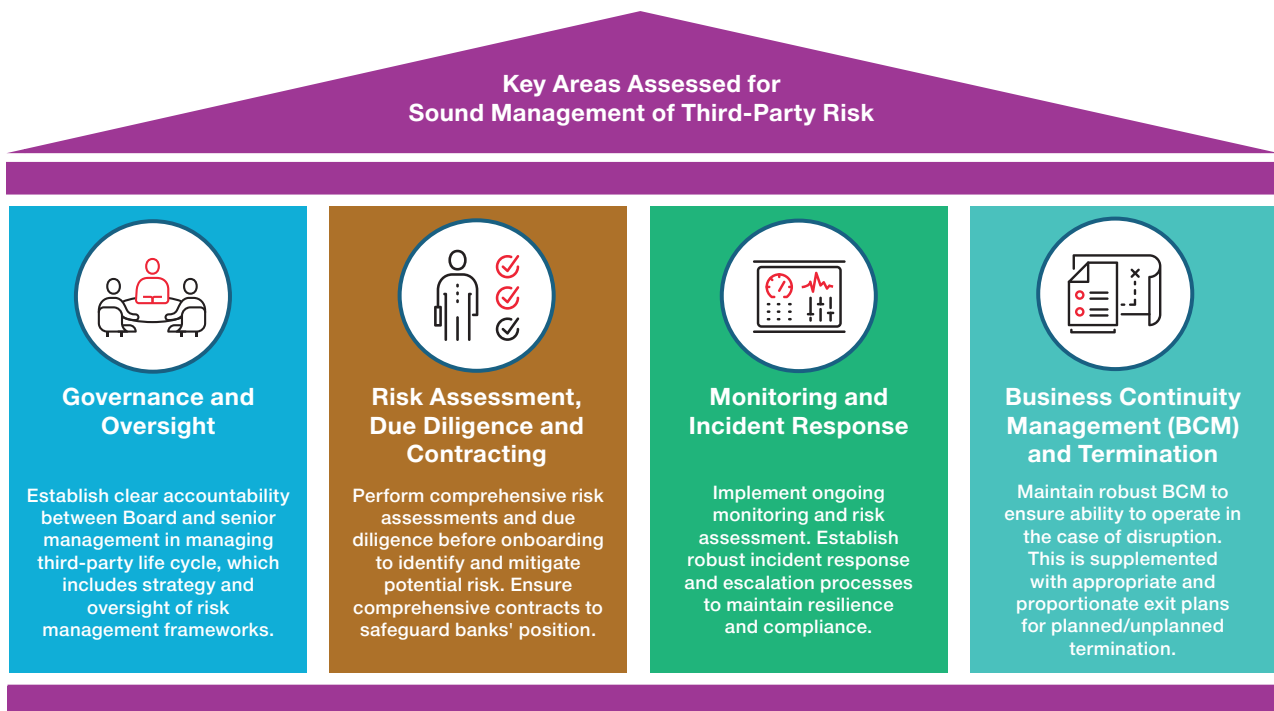 Key Areas Assessed for
Sound Management of Third-Party Risk
Governance and
Oversight
Establish clear accountability
between Board and senior
management in managing
third-party life cycle, which
includes strategy and
oversight of risk
management frameworks.
Risk Assessment,
Due Diligence and
Contracting
Perform comprehensive risk
assessments and due
diligence before onboarding
to identify and mitigate
potential risk. Ensure
comprehensive contracts to
safeguard banks' position.
Monitoring and
Incident Response
Implement ongoing
monitoring and risk
assessment. Establish
robust incident response
and escalation processes
to maintain resilience
and compliance.
Business Continuity
Management (BCM)
and Termination
Maintain robust BCM to
ensure ability to operate in
the case of disruption.
This is supplemented
with appropriate and
proportionate exit plans
for planned/unplanned
termination.